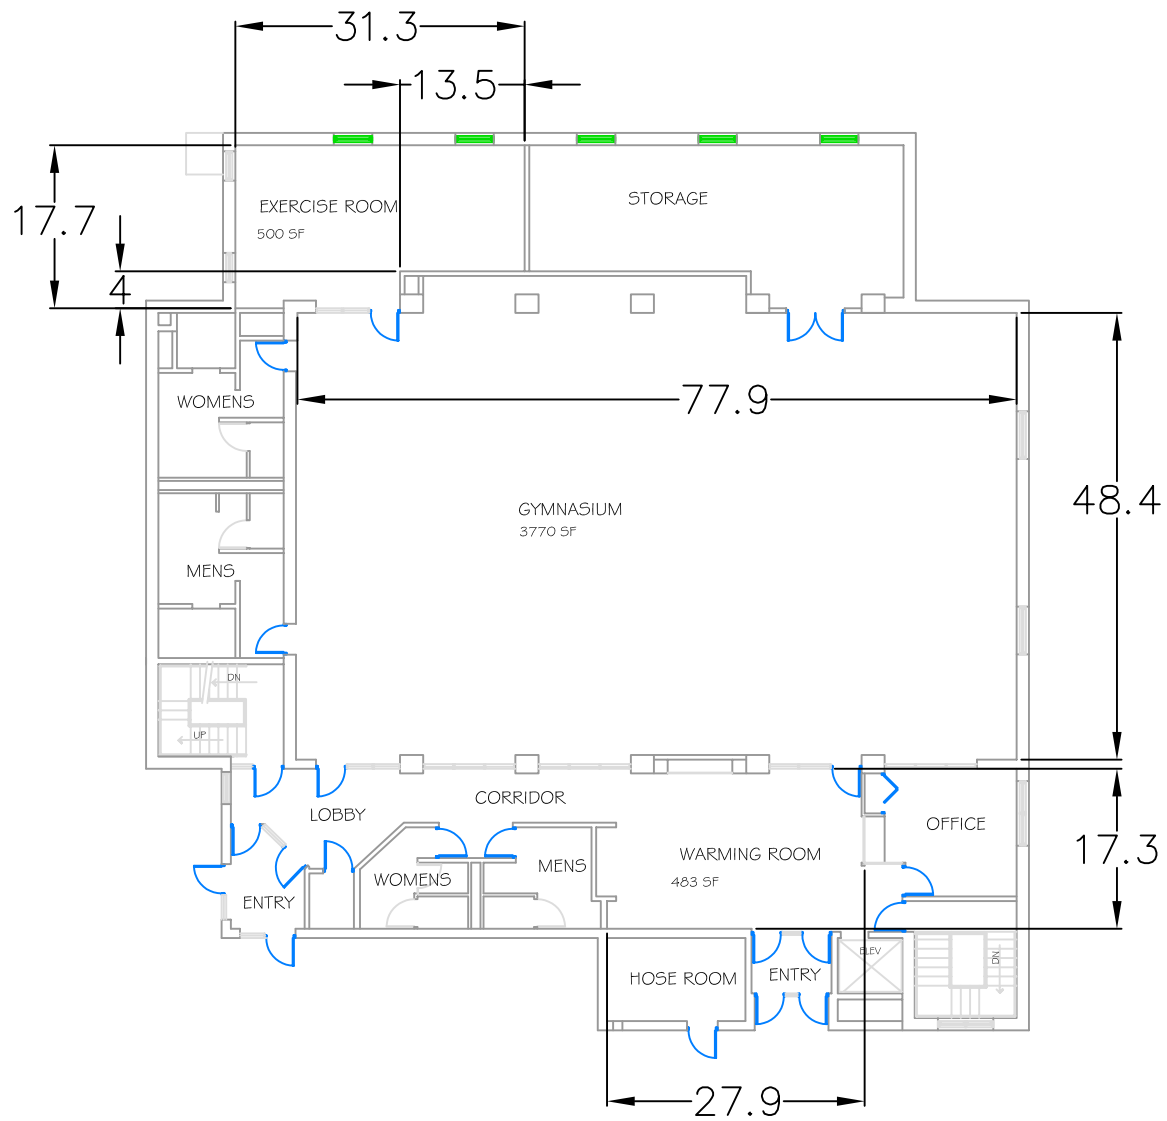 31.3
13.5
17.7
4
EXERCISE ROOM
500 SF
STORAGE
WOMENS
77.9
48.4
GYMNASIUM
3770 SF
MENS
DN
UP
LOBBY
CORRIDOR
OFFICE
WOMENS
MENS
WARMING ROOM
483 SF
17.3
ENTRY
HOSE ROOM
ENTRY
ELEV
DN
27.9